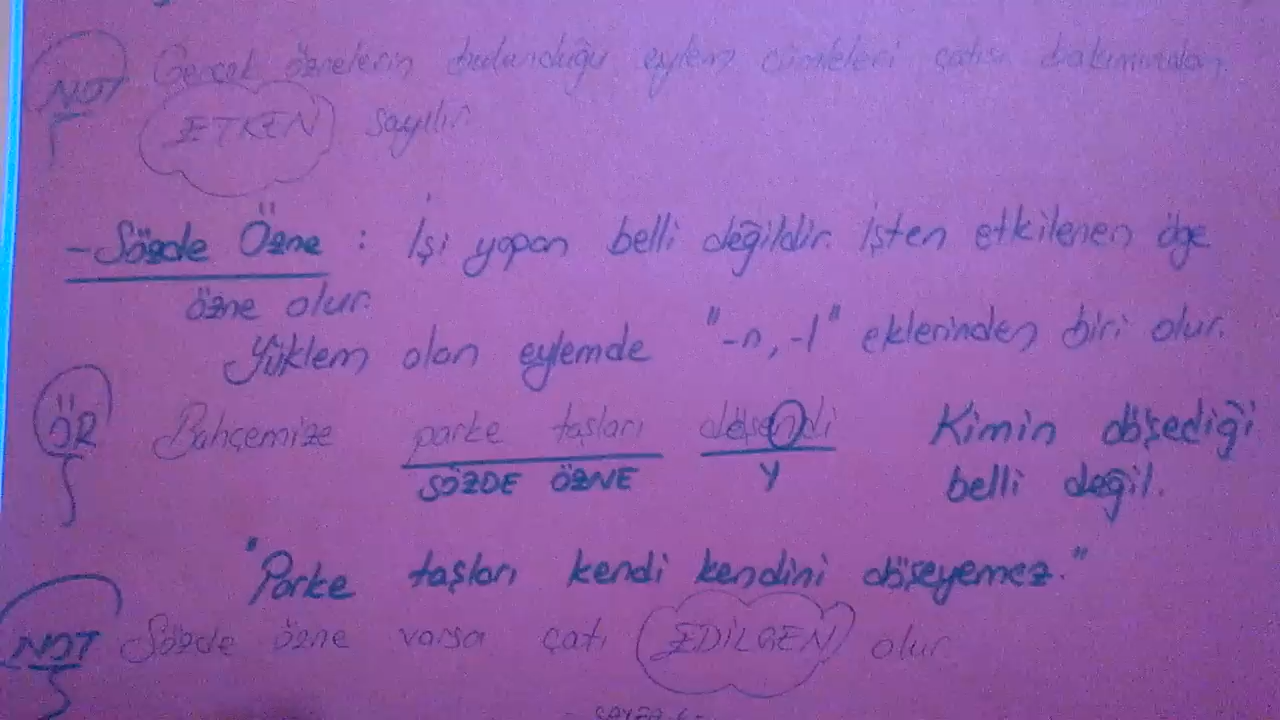 NOT Gerçek öznelerin bulunduğu eylem cümleleri çatısı bakımından
ETKEN sayılır.
- Sözde Özne : İşi yapan belli değildir. İşten etkilenen öge
özne olur.
Yüklem olan eylemde "-n, -l" eklerinden biri olur.
ÖR Bahçemize parke taşları döşendi Kimin döşediği
SÖZDE ÖZNE Y belli değil.
"Parke taşları kendi kendini döşeyemez."
NOT Sözde özne varsa çatı EDİLGEN olur